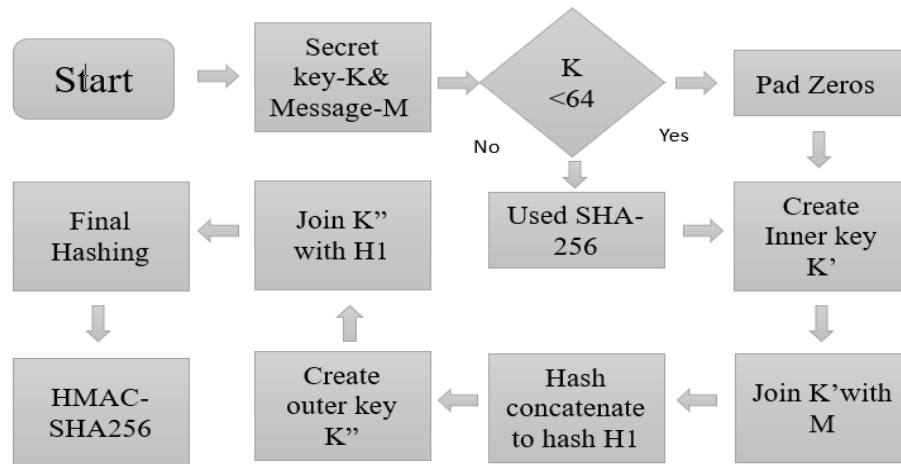 Start
Secret
key-K&
Message-M
K
<64
No
Yes
Pad Zeros
Used SHA-
256
Create
Inner key
K’
Join K’with
M
Hash
concatenate
to hash H1
Create
outer key
K”
Join K”
with H1
Final
Hashing
HMAC-
SHA256